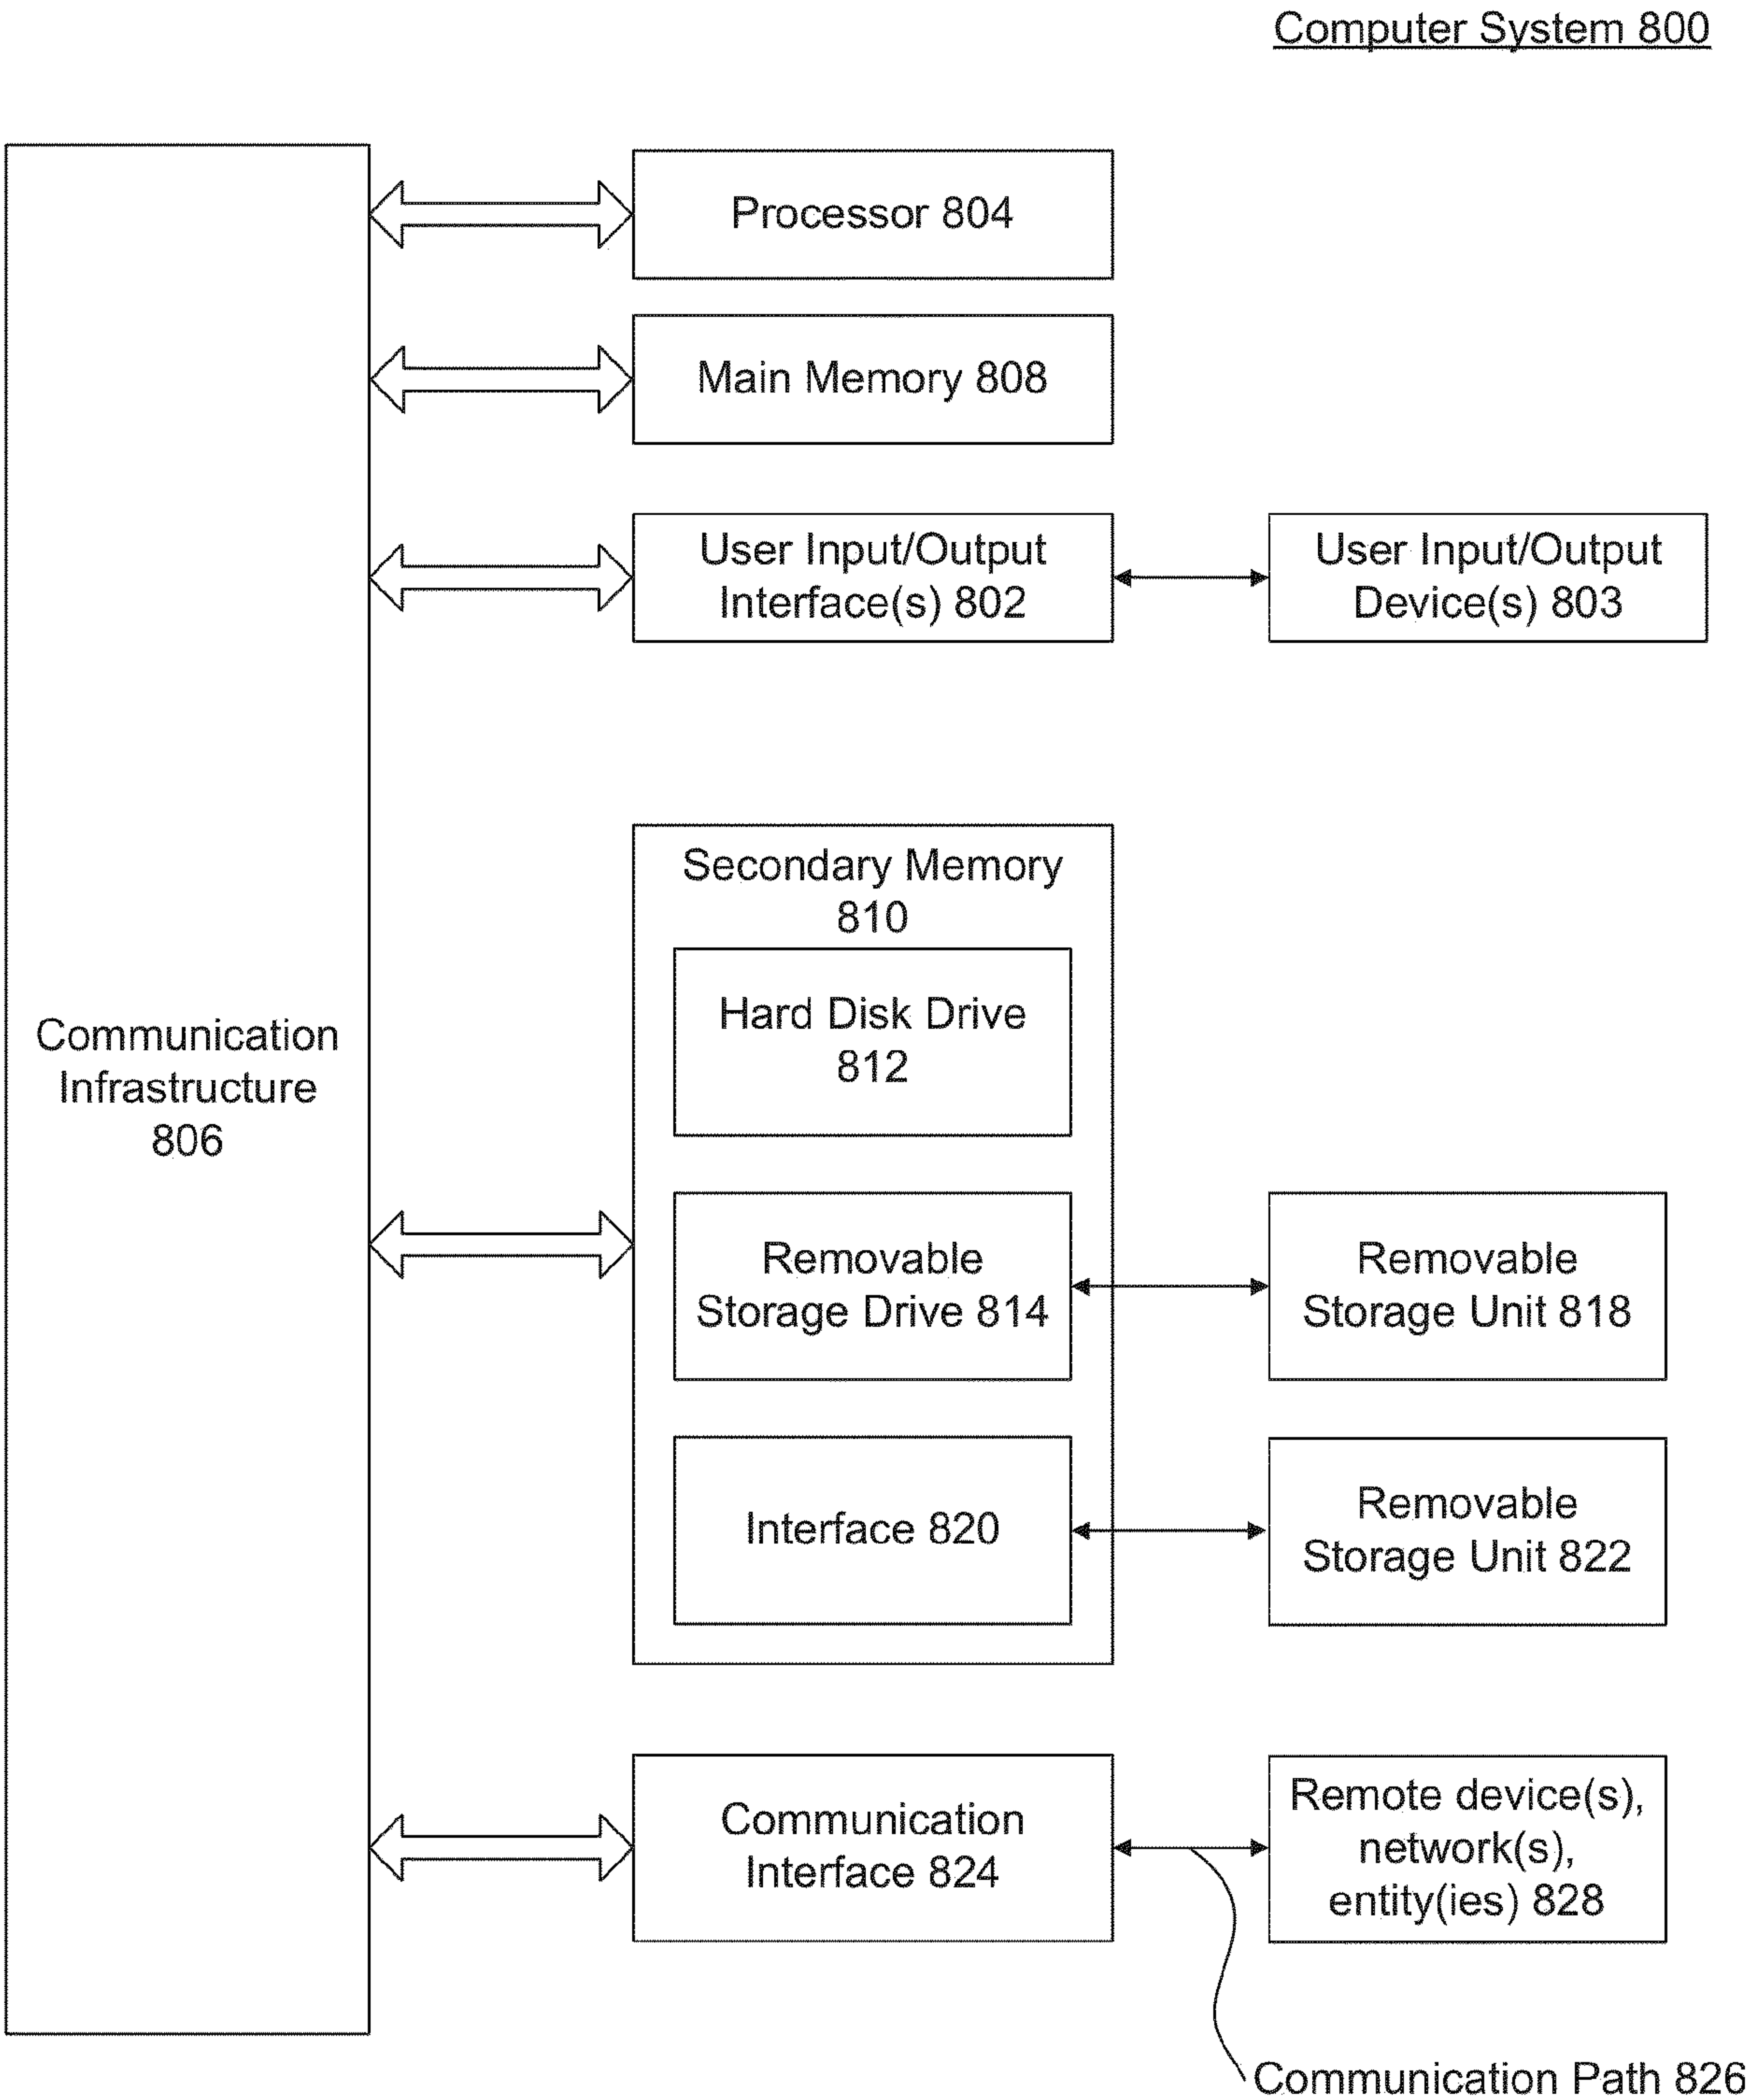 Computer System 800
Processor 804
Main Memory 808
User Input/Output
Interface(s) 802
User Input/Output
Device(s) 803
Secondary Memory
810
Hard Disk Drive
812
Communication
Infrastructure
806
Removable
Storage Drive 814
Removable
Storage Unit 818
Interface 820
Removable
Storage Unit 822
Communication
Interface 824
Remote device(s),
network(s),
entity(ies) 828
Communication Path 826